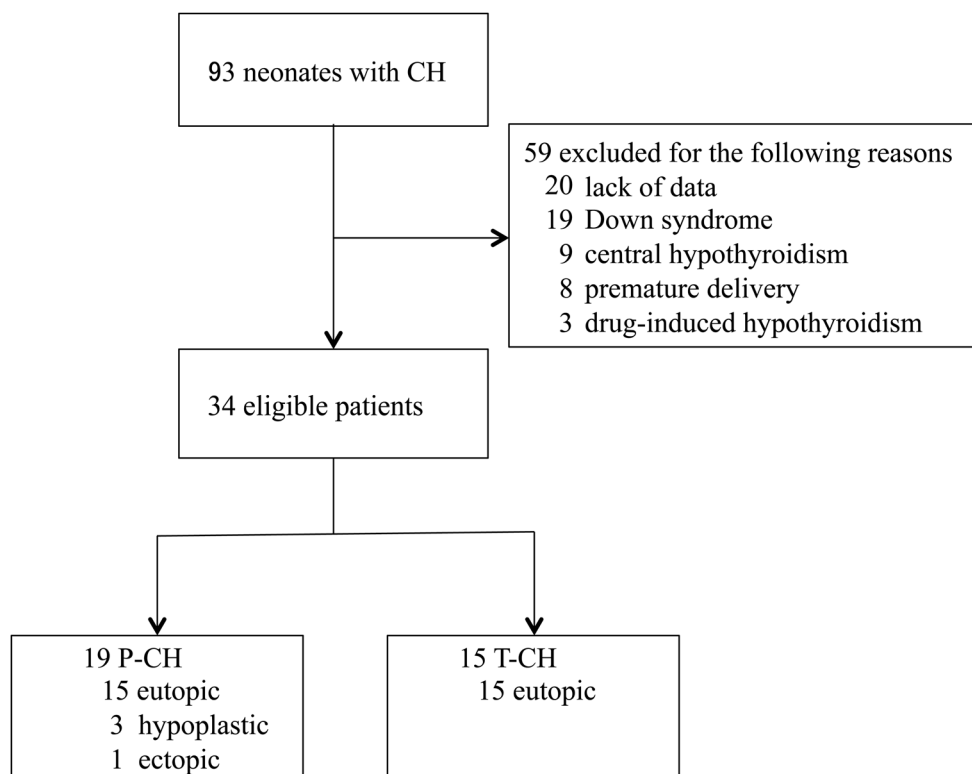 93 neonates with CH
59 excluded for the following reasons
20 lack of data
19 Down syndrome
9 central hypothyroidism
8 premature delivery
3 drug-induced hypothyroidism
34 eligible patients
19 P-CH
15 eutopic
3 hypoplastic
1 ectopic
15 T-CH
15 eutopic